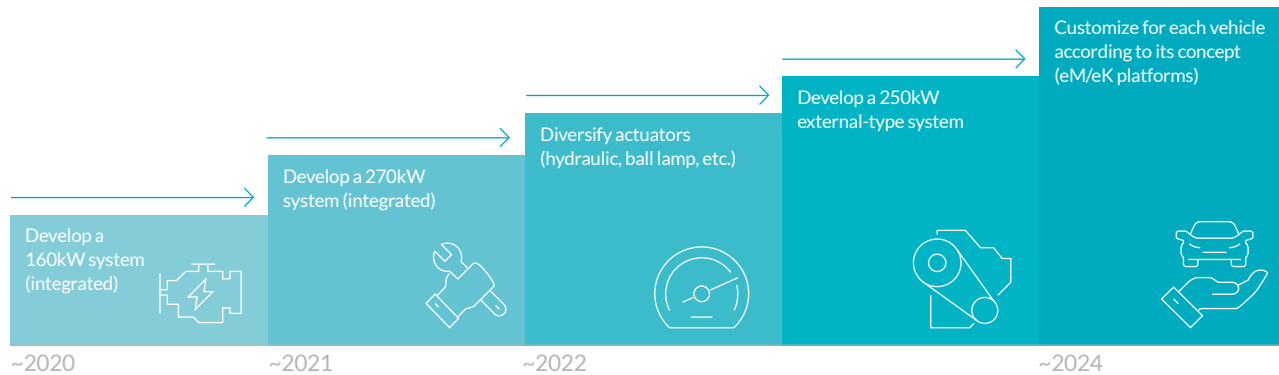 Develop a
160kW system
(integrated)
Develop a 270kW
system (integrated)
Diversify actuators
(hydraulic, ball lamp, etc.)
Develop a 250kW
external-type system
Customize for each vehicle
according to its concept
(eM/eK platforms)
~2020
~2021
~2022
~2024